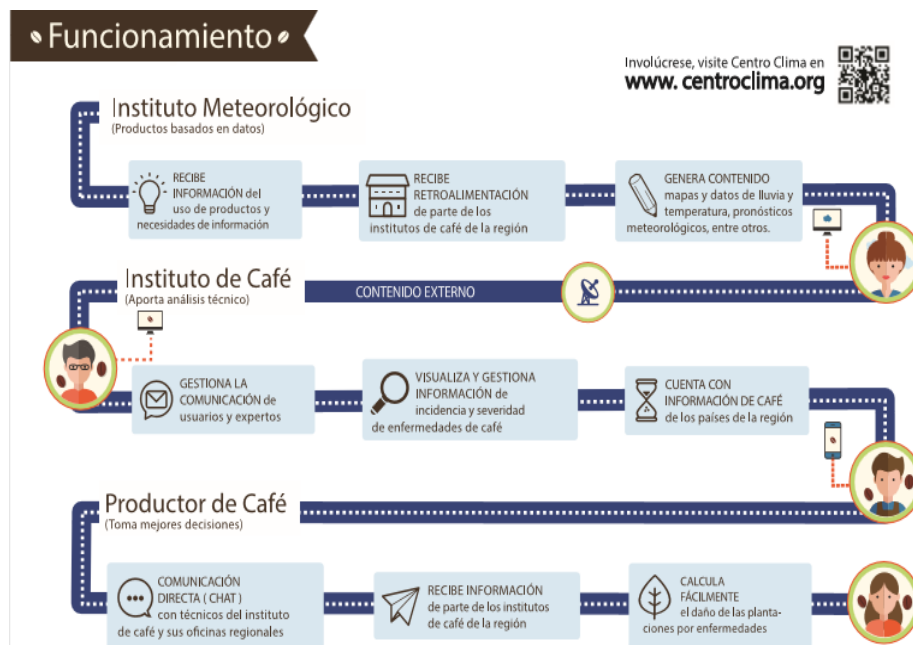 Funcionamiento
Involúcrese, visite Centro Clima en
www. centroclima.org
Instituto Meteorológico
(Productos basados en datos)
RECIBE
INFORMACIÓN del
uso de productos y
necesidades de información
RECIBE
RETROALIMENTACIÓN
de parte de los
institutos de café de la región
GENERA CONTENIDO
mapas y datos de lluvia y
temperatura, pronósticos
meteorológicos, entre otros.
Instituto de Café
(Aporta análisis técnico)
CONTENIDO EXTERNO
GESTIONA LA
COMUNICACIÓN de
usuarios y expertos
VISUALIZA Y GESTIONA
INFORMACIÓN de
incidencia y severidad
de enfermedades de café
CUENTA CON
INFORMACIÓN DE CAFÉ
de los países de la región
Productor de Café
(Toma mejores decisiones)
COMUNICACIÓN
DIRECTA ( CHAT )
con técnicos del instituto
de café y sus oficinas regionales
RECIBE INFORMACIÓN
de parte de los institutos
de café de la región
CALCULA
FÁCILMENTE
el daño de las planta-
ciones por enfermedades